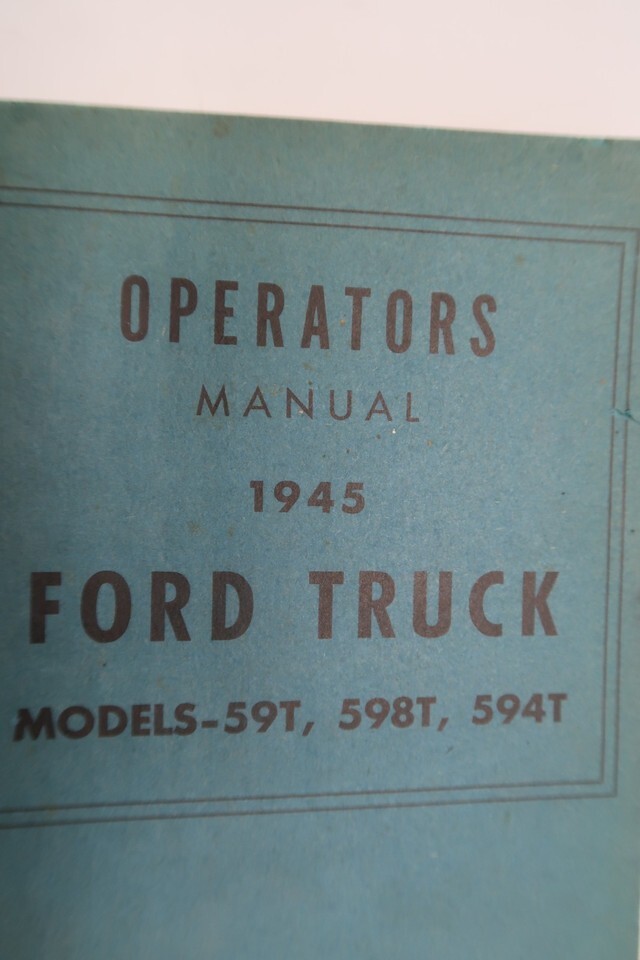 OPERATORS
MANUAL
1945
FORD TRUCK
MODELS-59T, 598T, 594T